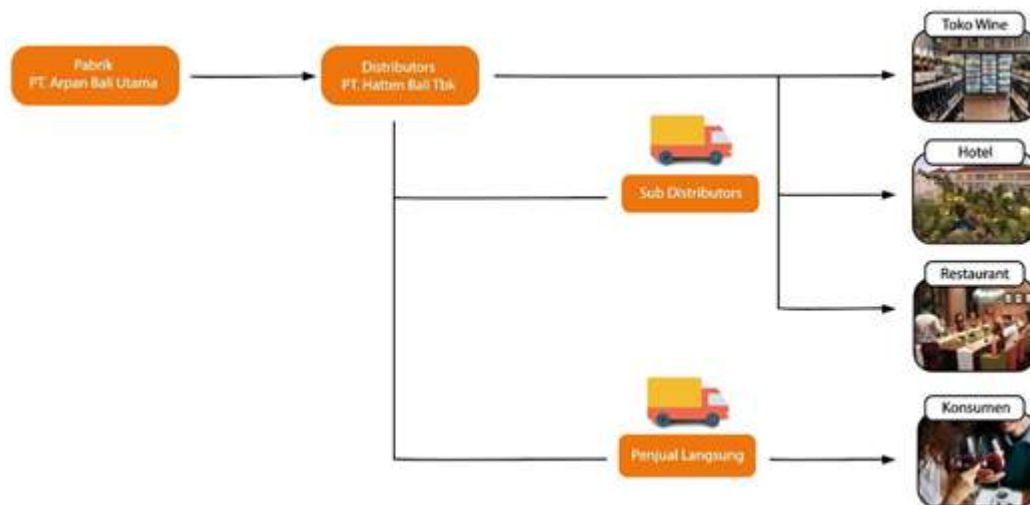 Pabrik
PT. Arpan Bali Utama
Distributors
PT. Hatten Bali Tbk
Toko Wine
Hotel
Sub Distributors
Restaurant
Konsumen
Penjual Langsung